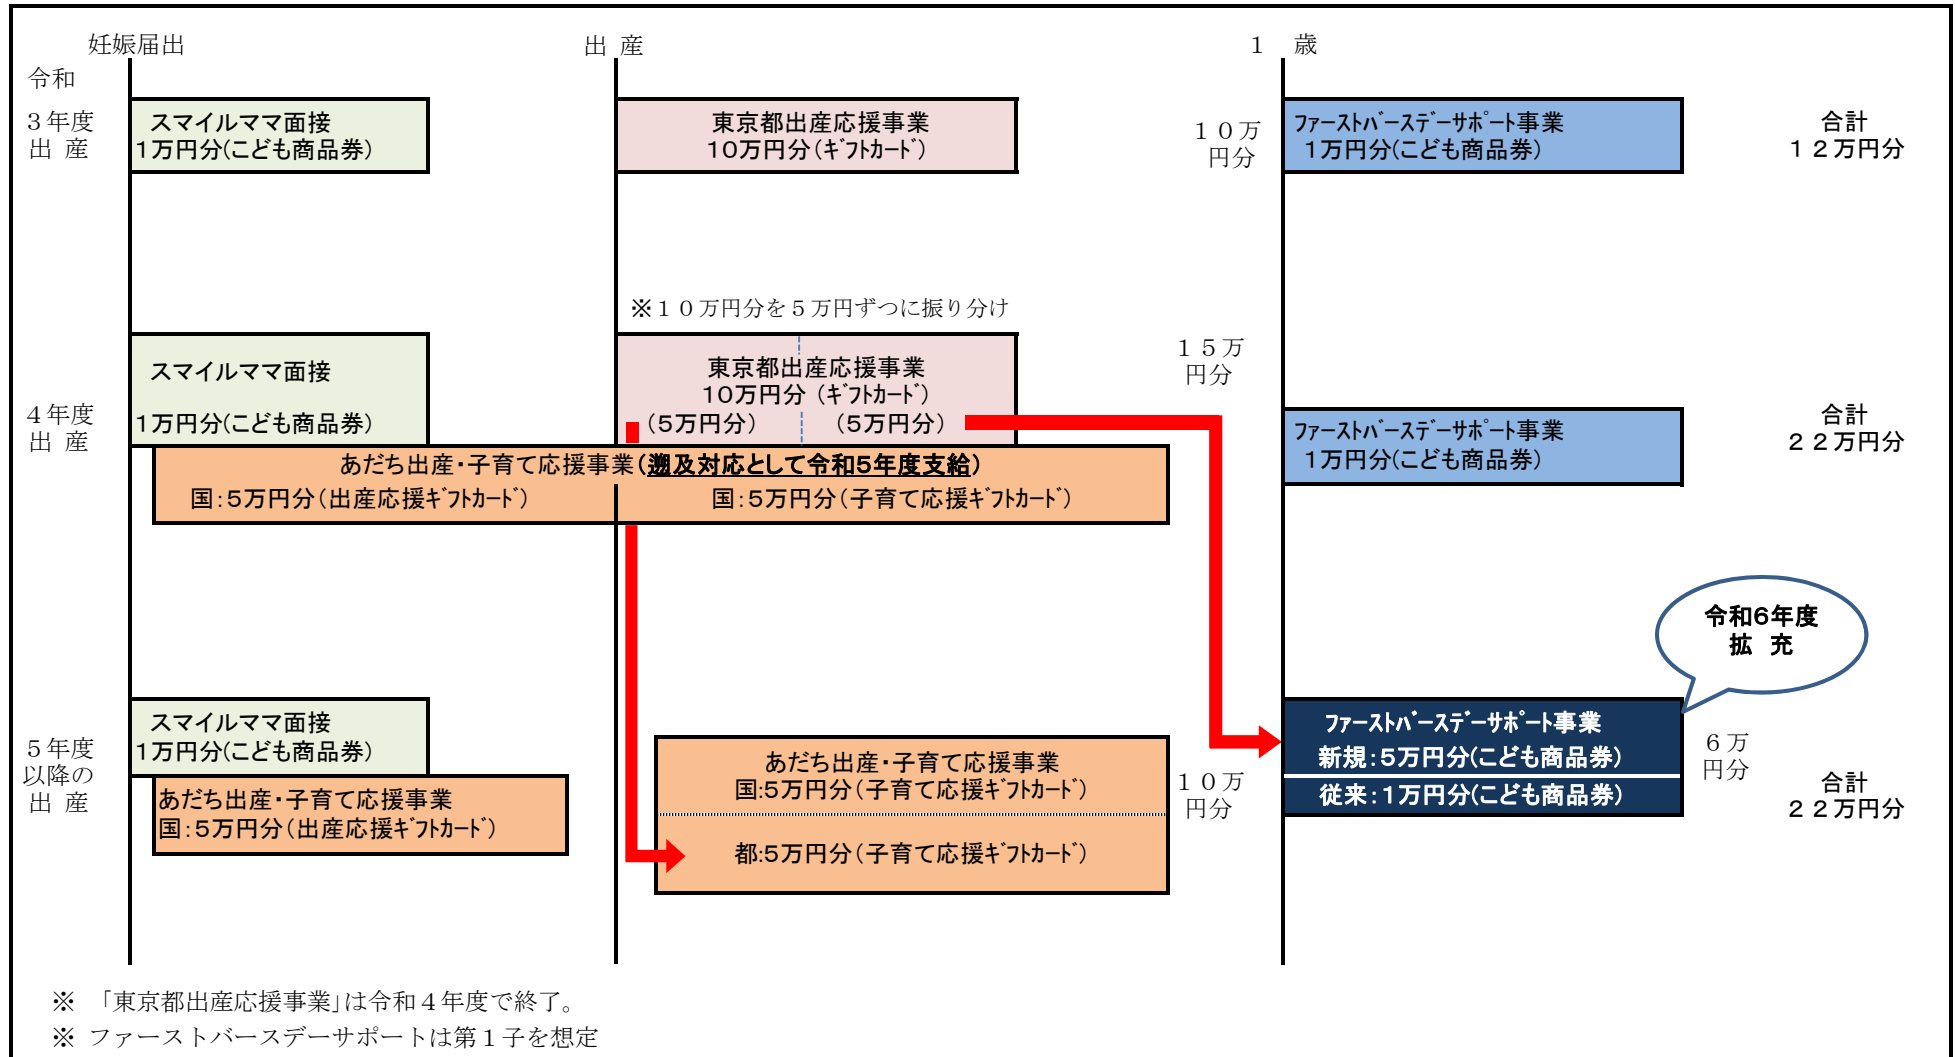 妊娠届出
出 産
１ 歳
令和
３年度
出 産
スマイルママ面接
1万円分(こども商品券)
東京都出産応援事業
10万円分(ｷﾞﾌﾄｶｰﾄﾞ)
１０万
円分
ﾌｧｰｽﾄﾊﾞｰｽﾃﾞｰｻﾎﾟｰﾄ事業
1万円分(こども商品券)
合計
１２万円分
※１０万円分を５万円ずつに振り分け
４年度
出 産
スマイルママ面接
1万円分(こども商品券)
東京都出産応援事業
10万円分 (ｷﾞﾌﾄｶｰﾄﾞ)
(5万円分) (5万円分)
１５万
円分
ﾌｧｰｽﾄﾊﾞｰｽﾃﾞｰｻﾎﾟｰﾄ事業
1万円分(こども商品券)
合計
２２万円分
あだち出産・子育て応援事業(遡及対応として令和5年度支給)
国:5万円分(出産応援ｷﾞﾌﾄｶｰﾄﾞ) 国:5万円分(子育て応援ｷﾞﾌﾄｶｰﾄﾞ)
令和6年度
拡 充
５年度
以降の
出 産
スマイルママ面接
1万円分(こども商品券)
あだち出産・子育て応援事業
国:5万円分(出産応援ｷﾞﾌﾄｶｰﾄﾞ)
あだち出産・子育て応援事業
国:5万円分(子育て応援ｷﾞﾌﾄｶｰﾄﾞ)
都:5万円分(子育て応援ｷﾞﾌﾄｶｰﾄﾞ)
１０万
円分
ﾌｧｰｽﾄﾊﾞｰｽﾃﾞｰｻﾎﾟｰﾄ事業
新規:5万円分(こども商品券)
従来:1万円分(こども商品券)
６万
円分
合計
２２万円分
※ 「東京都出産応援事業」は令和４年度で終了。
※ ファーストバースデーサポートは第１子を想定